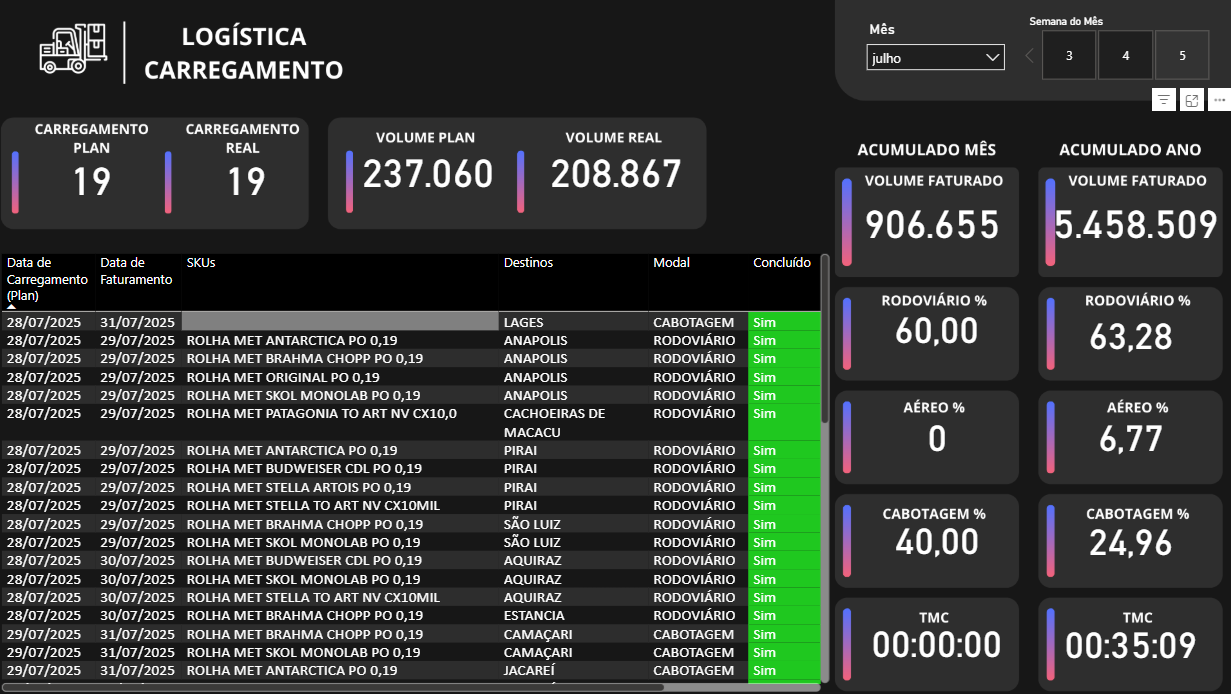 LOGÍSTICA
CARREGAMENTO
Mês
julho
Semana do Mês
3 4 5
CARREGAMENTO PLAN
19
CARREGAMENTO REAL
19
VOLUME PLAN
237.060
VOLUME REAL
208.867
ACUMULADO MÊS
VOLUME FATURADO
906.655
RODOVIÁRIO %
60,00
AÉREO %
0
CABOTAGEM %
40,00
TMC
00:00:00
ACUMULADO ANO
VOLUME FATURADO
5.458.509
RODOVIÁRIO %
63,28
AÉREO %
6,77
CABOTAGEM %
24,96
TMC
00:35:09
Data de Carregamento (Plan) Data de Faturamento SKUs Destinos Modal Concluído
28/07/2025 31/07/2025 LAGES CABOTAGEM Sim
28/07/2025 29/07/2025 ROLHA MET ANTARCTICA PO 0,19 ANAPOLIS RODOVIÁRIO Sim
28/07/2025 29/07/2025 ROLHA MET BRAHMA CHOPP PO 0,19 ANAPOLIS RODOVIÁRIO Sim
28/07/2025 29/07/2025 ROLHA MET ORIGINAL PO 0,19 ANAPOLIS RODOVIÁRIO Sim
28/07/2025 29/07/2025 ROLHA MET SKOL MONOLAB PO 0,19 ANAPOLIS RODOVIÁRIO Sim
28/07/2025 29/07/2025 ROLHA MET PATAGONIA TO ART NV CX10,0 CACHOEIRAS DE MACACU RODOVIÁRIO Sim
28/07/2025 29/07/2025 ROLHA MET ANTARCTICA PO 0,19 PIRAI RODOVIÁRIO Sim
28/07/2025 29/07/2025 ROLHA MET BUDWEISER CDL PO 0,19 PIRAI RODOVIÁRIO Sim
28/07/2025 29/07/2025 ROLHA MET STELLA ARTOIS PO 0,19 PIRAI RODOVIÁRIO Sim
28/07/2025 29/07/2025 ROLHA MET STELLA TO ART NV CX10MIL PIRAI RODOVIÁRIO Sim
28/07/2025 29/07/2025 ROLHA MET BRAHMA CHOPP PO 0,19 SÃO LUIZ RODOVIÁRIO Sim
28/07/2025 29/07/2025 ROLHA MET SKOL MONOLAB PO 0,19 SÃO LUIZ RODOVIÁRIO Sim
28/07/2025 30/07/2025 ROLHA MET BUDWEISER CDL PO 0,19 AQUIRAZ RODOVIÁRIO Sim
28/07/2025 30/07/2025 ROLHA MET SKOL MONOLAB PO 0,19 AQUIRAZ RODOVIÁRIO Sim
28/07/2025 30/07/2025 ROLHA MET STELLA TO ART NV CX10MIL AQUIRAZ RODOVIÁRIO Sim
28/07/2025 30/07/2025 ROLHA MET BRAHMA CHOPP PO 0,19 ESTANCIA RODOVIÁRIO Sim
29/07/2025 31/07/2025 ROLHA MET BRAHMA CHOPP PO 0,19 CAMAÇARI CABOTAGEM Sim
29/07/2025 31/07/2025 ROLHA MET SKOL MONOLAB PO 0,19 CAMAÇARI CABOTAGEM Sim
29/07/2025 31/07/2025 ROLHA MET ANTARCTICA PO 0,19 JACAREÍ CABOTAGEM Sim